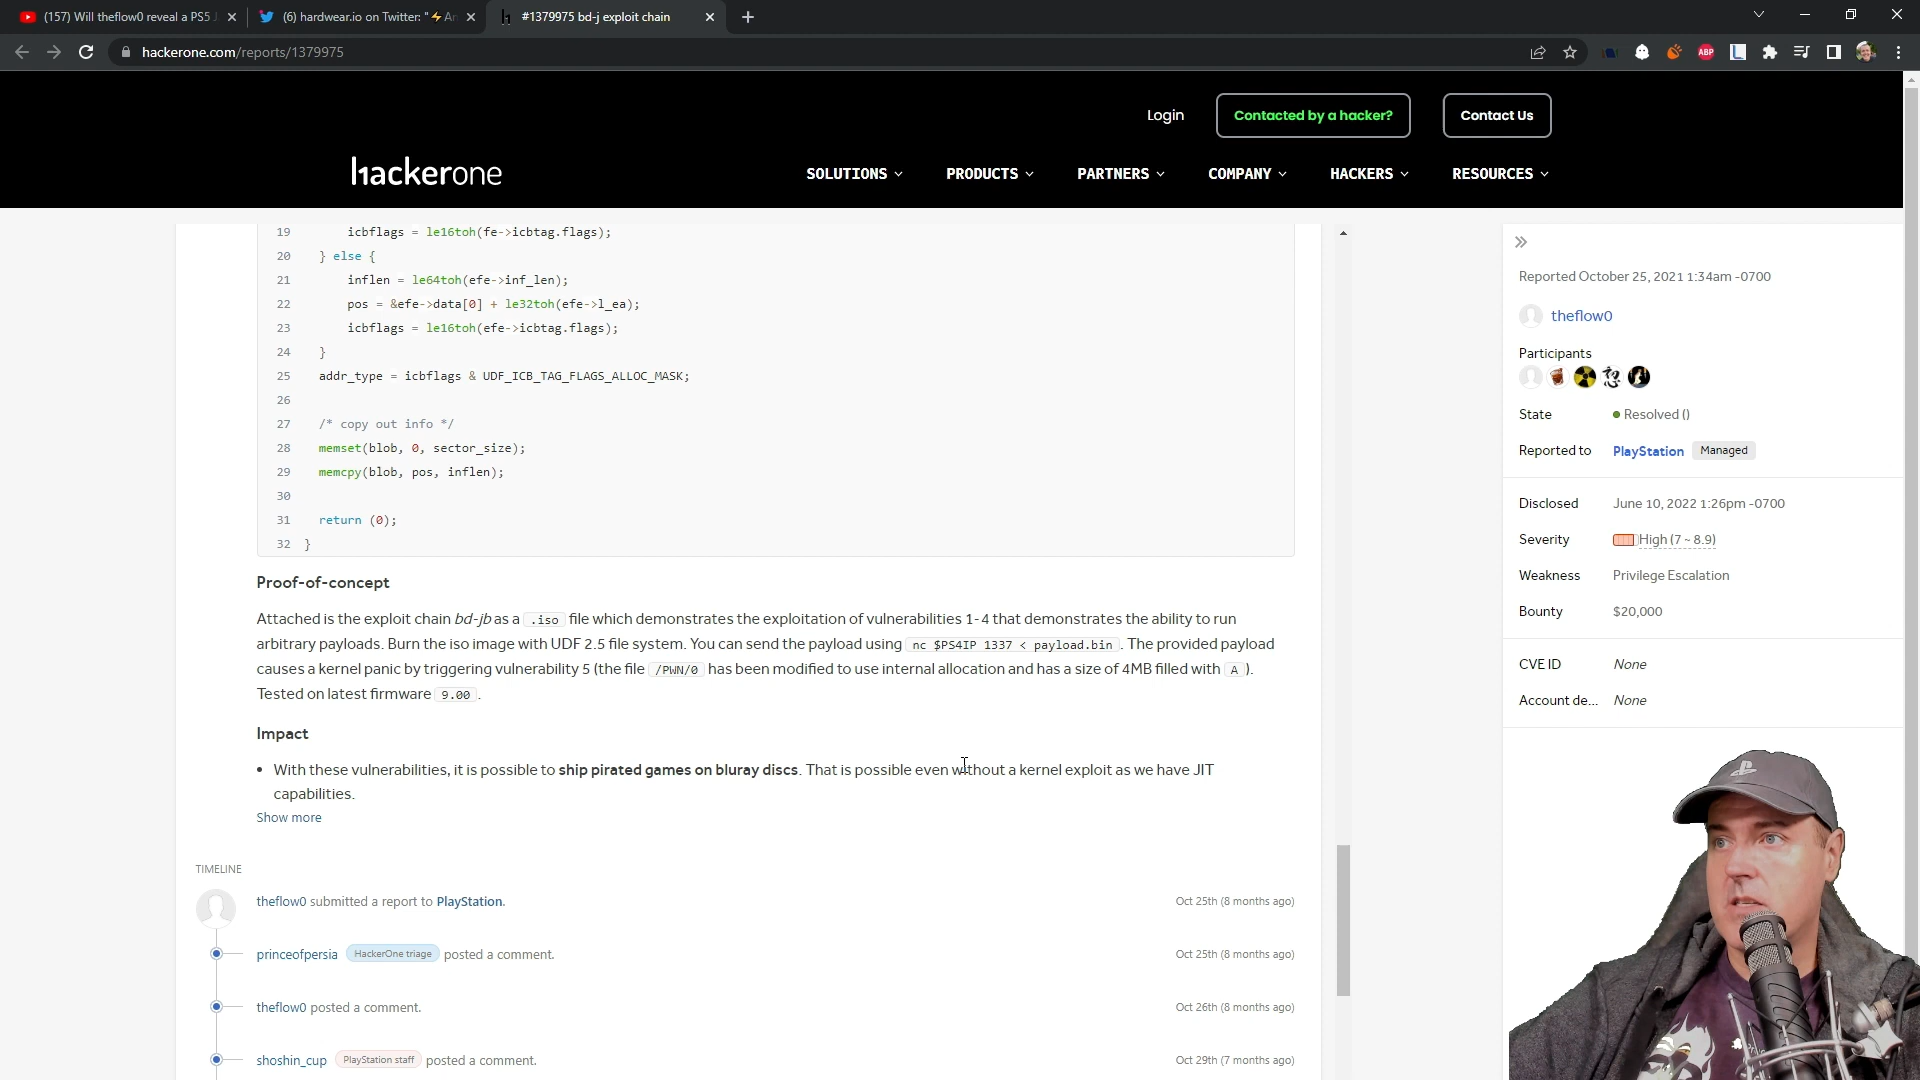 (157) Will theflow0 reveal a PS5 J
(6) hardwear.io on Twitter: "⚡An
#1379975 bd-j exploit chain
hackerone.com/reports/1379975
ABP
Login
Contacted by a hacker?
Contact Us
hackerone
SOLUTIONS
PRODUCTS
PARTNERS
COMPANY
HACKERS
RESOURCES
19 icbflags = le16toh(fe->icbtag.flags);
20 } else {
21 inflen = le64toh(efe->inf_len);
22 pos = &efe->data[0] + le32toh(efe->l_ea);
23 icbflags = le16toh(efe->icbtag.flags);
24 }
25 addr_type = icbflags & UDF_ICB_TAG_FLAGS_ALLOC_MASK;
26
27 /* copy out info */
28 memset(blob, 0, sector_size);
29 memcpy(blob, pos, inflen);
30
31 return (0);
32 }
Proof-of-concept
Attached is the exploit chain bd-jb as a .iso file which demonstrates the exploitation of vulnerabilities 1-4 that demonstrates the ability to run
arbitrary payloads. Burn the iso image with UDF 2.5 file system. You can send the payload using nc $PS4IP 1337 < payload.bin . The provided payload
causes a kernel panic by triggering vulnerability 5 (the file /PWN/0 has been modified to use internal allocation and has a size of 4MB filled with A ).
Tested on latest firmware 9.00 .
Impact
• With these vulnerabilities, it is possible to ship pirated games on bluray discs. That is possible even without a kernel exploit as we have JIT
capabilities.
Show more
TIMELINE
theflow0 submitted a report to PlayStation. Oct 25th (8 months ago)
princeofpersia HackerOne triage posted a comment. Oct 25th (8 months ago)
theflow0 posted a comment. Oct 26th (8 months ago)
shoshin_cup PlayStation staff posted a comment. Oct 29th (7 months ago)
Reported October 25, 2021 1:34am -0700
theflow0
Participants
State Resolved ()
Reported to PlayStation Managed
Disclosed June 10, 2022 1:26pm -0700
Severity High (7 ~ 8.9)
Weakness Privilege Escalation
Bounty $20,000
CVE ID None
Account de... None